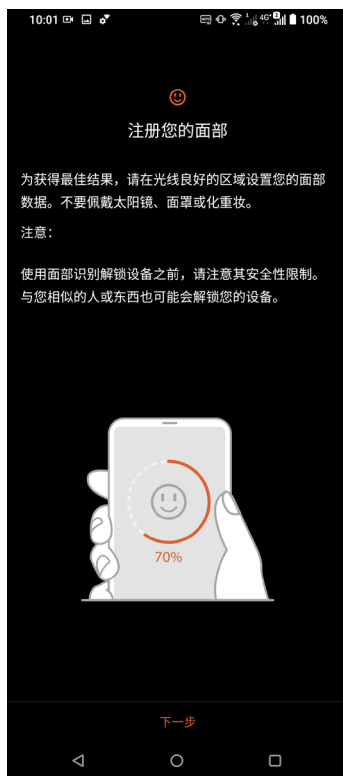 10:01
4G+
100%
注册您的面部
为获得最佳结果，请在光线良好的区域设置您的面部
数据。不要佩戴太阳镜、面罩或化重妆。
注意：
使用面部识别解锁设备之前，请注意其安全性限制。
与您相似的人或东西也可能会解锁您的设备。
70%
下一步